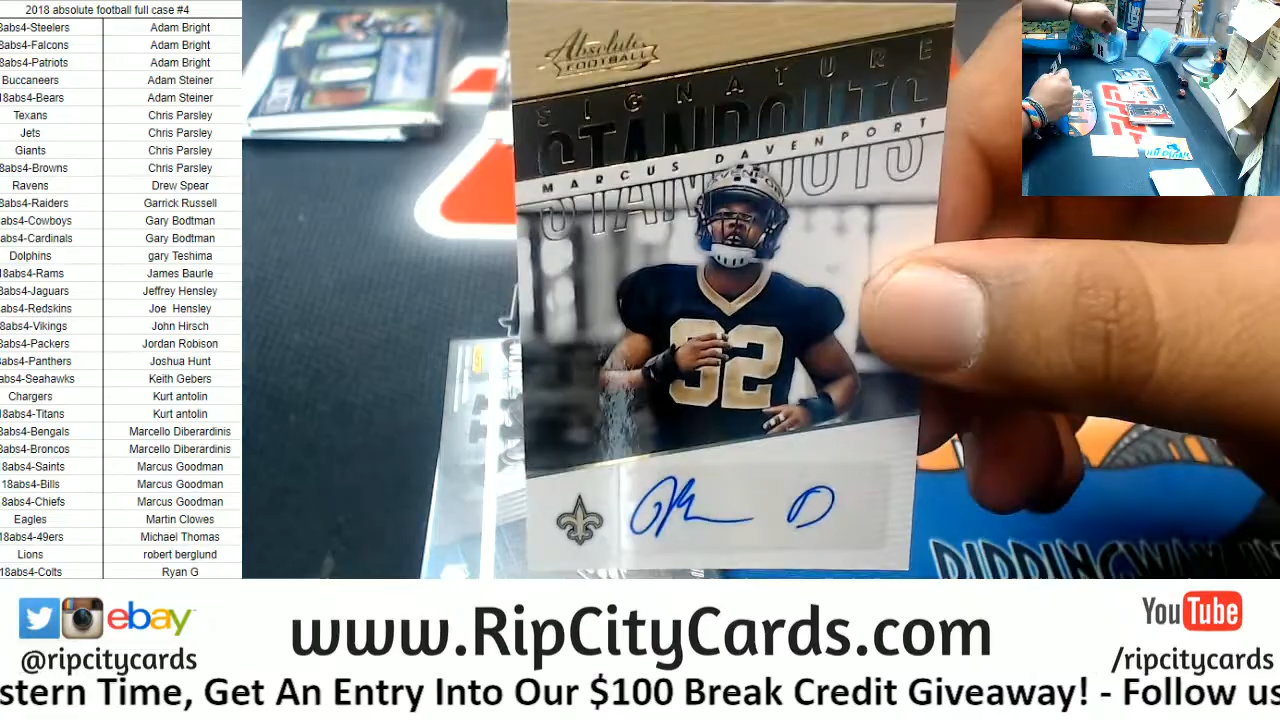 2018 absolute football full case #4
8abs4-Steelers Adam Bright
8abs4-Falcons Adam Bright
8abs4-Patriots Adam Bright
Buccaneers Adam Steiner
18abs4-Bears Adam Steiner
Texans Chris Parsley
Jets Chris Parsley
Giants Chris Parsley
8abs4-Browns Chris Parsley
Ravens Drew Spear
8abs4-Raiders Garrick Russell
abs4-Cowboys Gary Bodtman
abs4-Cardinals Gary Bodtman
Dolphins gary Teshima
18abs4-Rams James Baurle
8abs4-Jaguars Jeffrey Hensley
abs4-Redskins Joe Hensley
8abs4-Vikings John Hirsch
abs4-Packers Jordan Robison
abs4-Panthers Joshua Hunt
abs4-Seahawks Keith Gebers
Chargers Kurt antolin
18abs4-Titans Kurt antolin
8abs4-Bengals Marcello Diberardinis
8abs4-Broncos Marcello Diberardinis
18abs4-Saints Marcus Goodman
18abs4-Bills Marcus Goodman
8abs4-Chiefs Marcus Goodman
Eagles Martin Clowes
18abs4-49ers Michael Thomas
Lions robert berglund
18abs4-Colts Ryan G
Absolute
FOOTBALL
SIGNATURE
STANDOUTS
MARCUS DAVENPORT
STANDOUTS
92
ebay
@ripcitycards
www.RipCityCards.com
YouTube
/ripcitycards
stern Time, Get An Entry Into Our $100 Break Credit Giveaway! - Follow us